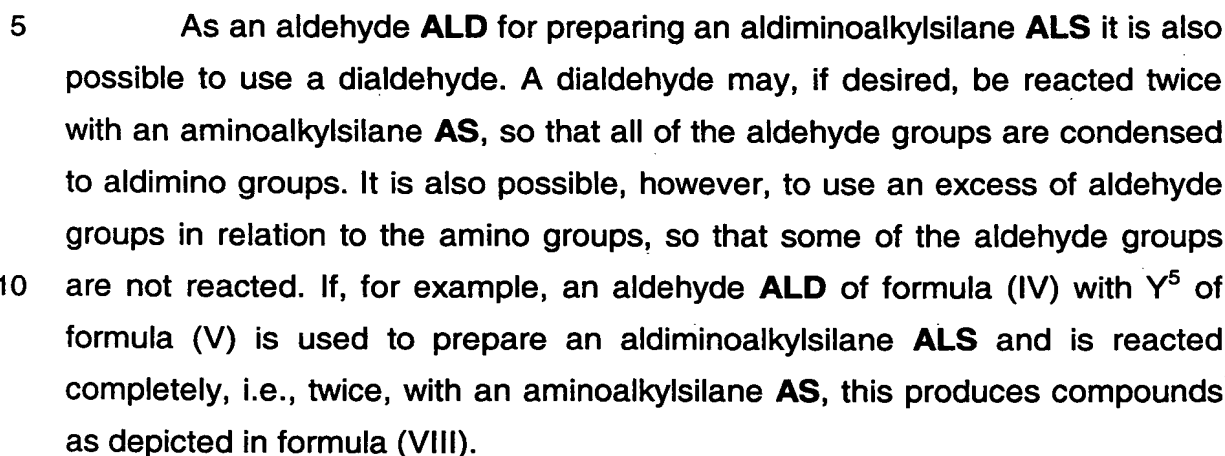 5 As an aldehyde ALD for preparing an aldiminoalkylsilane ALS it is also
possible to use a dialdehyde. A dialdehyde may, if desired, be reacted twice
with an aminoalkylsilane AS, so that all of the aldehyde groups are condensed
to aldimino groups. It is also possible, however, to use an excess of aldehyde
groups in relation to the amino groups, so that some of the aldehyde groups
10 are not reacted. If, for example, an aldehyde ALD of formula (IV) with Y⁵ of
formula (V) is used to prepare an aldiminoalkylsilane ALS and is reacted
completely, i.e., twice, with an aminoalkylsilane AS, this produces compounds
as depicted in formula (VIII).